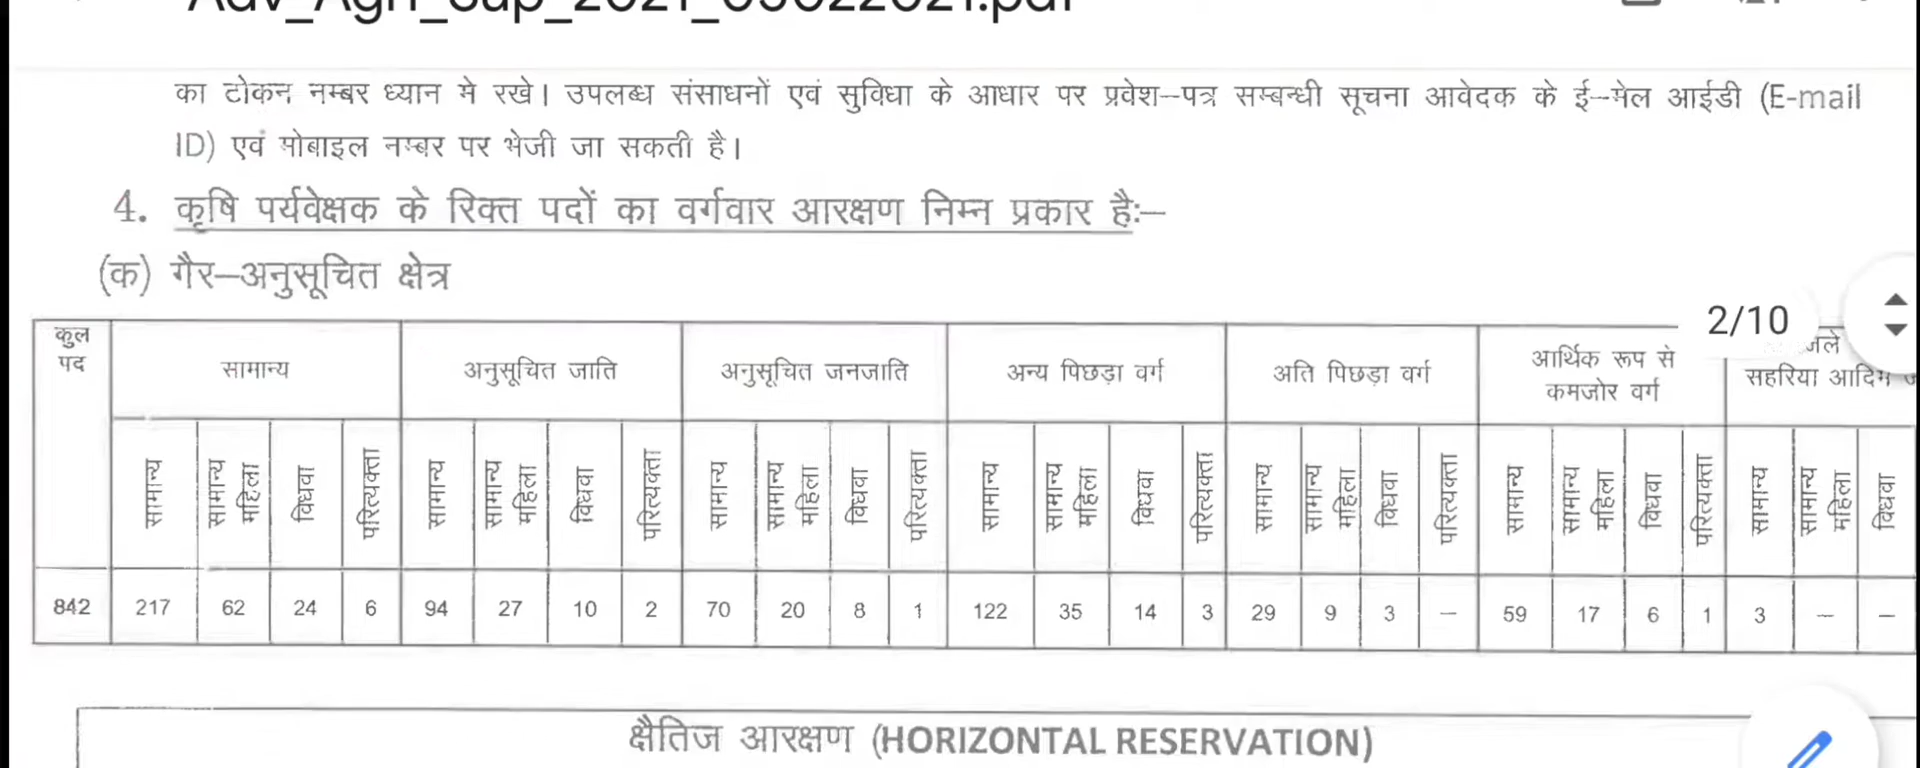 का टोकन नम्बर ध्यान मे रखे। उपलब्ध संसाधनों एवं सुविधा के आधार पर प्रवेश–पत्र सम्बन्धी सूचना आवेदक के ई–मेल आईडी (E-mail
ID) एवं मोबाइल नम्बर पर भेजी जा सकती है।
4. कृषि पर्यवेक्षक के रिक्त पदों का वर्गवार आरक्षण निम्न प्रकार है:–
(क) गैर–अनुसूचित क्षेत्र
2/10
कुल पद सामान्य अनुसूचित जाति अनुसूचित जनजाति अन्य पिछड़ा वर्ग अति पिछड़ा वर्ग आर्थिक रूप से कमजोर वर्ग सहरिया आदिम
सामान्य सामान्य महिला विधवा परित्यक्ता सामान्य सामान्य महिला विधवा परित्यक्ता सामान्य सामान्य महिला विधवा परित्यक्ता सामान्य सामान्य महिला विधवा परित्यक्ता सामान्य सामान्य महिला विधवा परित्यक्ता सामान्य सामान्य महिला विधवा परित्यक्ता सामान्य सामान्य महिला विधवा
842 217 62 24 6 94 27 10 2 70 20 8 1 122 35 14 3 29 9 3 – 59 17 6 1 3 – –
क्षैतिज आरक्षण (HORIZONTAL RESERVATION)